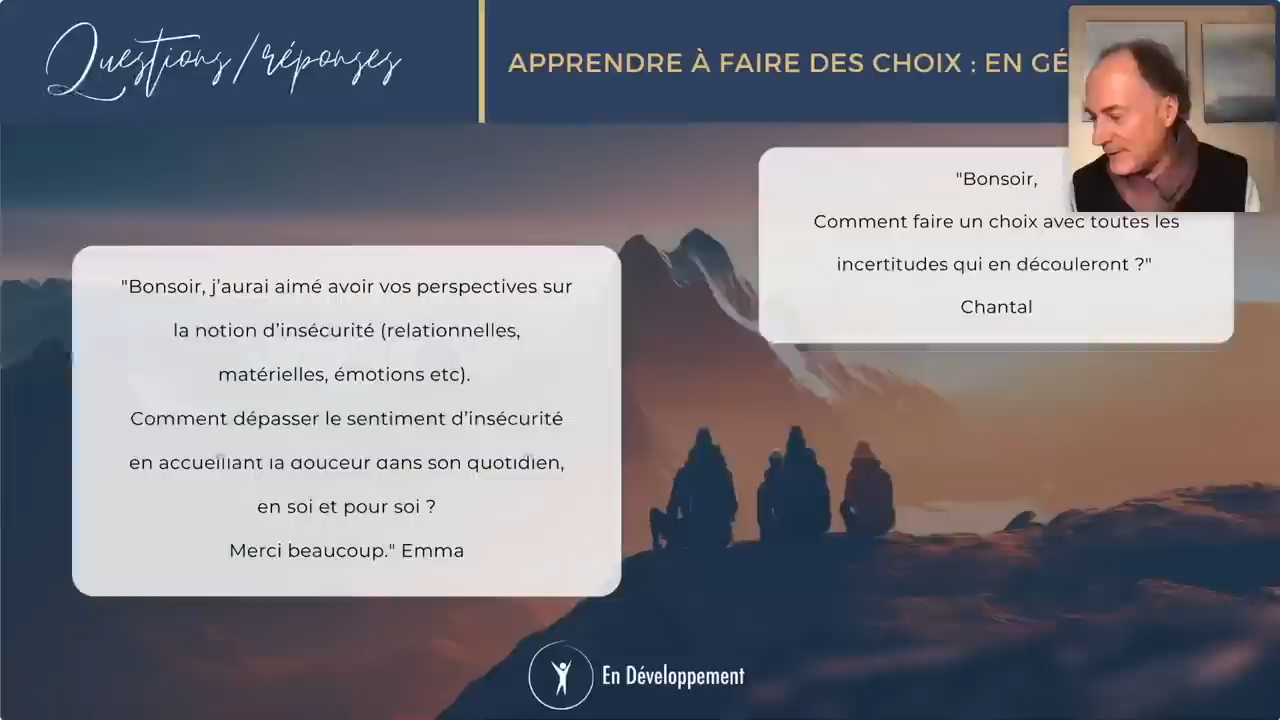 Questions/réponses
APPRENDRE À FAIRE DES CHOIX : EN GÉ
"Bonsoir,
Comment faire un choix avec toutes les
incertitudes qui en découleront ?"
Chantal
"Bonsoir, j’aurai aimé avoir vos perspectives sur
la notion d’insécurité (relationnelles,
matérielles, émotions etc).
Comment dépasser le sentiment d’insécurité
en accueillant la douceur dans son quotidien,
en soi et pour soi ?
Merci beaucoup." Emma
En Développement